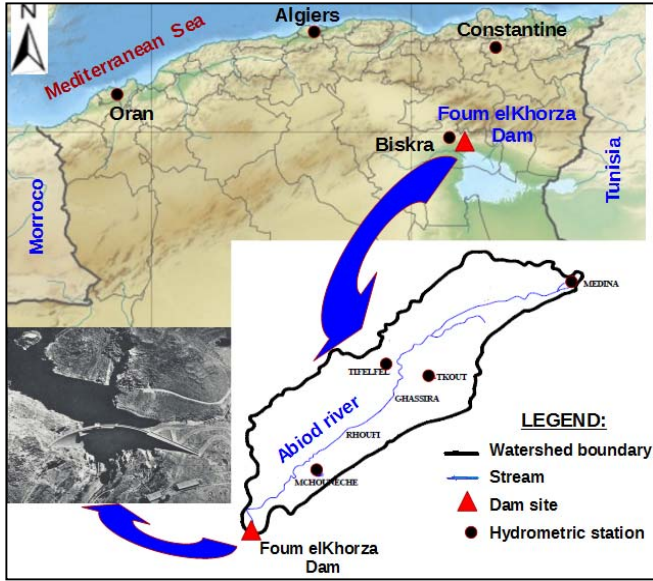 N
Mediterranean Sea
Algiers
Constantine
Oran
Foum elKhorza
Dam
Biskra
Morroco
Tunisia
MEDINA
TIFELFEL
TKOUT
GHASSIRA
Abiod river
RHOUFI
MCHOUNECHE
Foum elKhorza
Dam
LEGEND:
Watershed boundary
Stream
Dam site
Hydrometric station